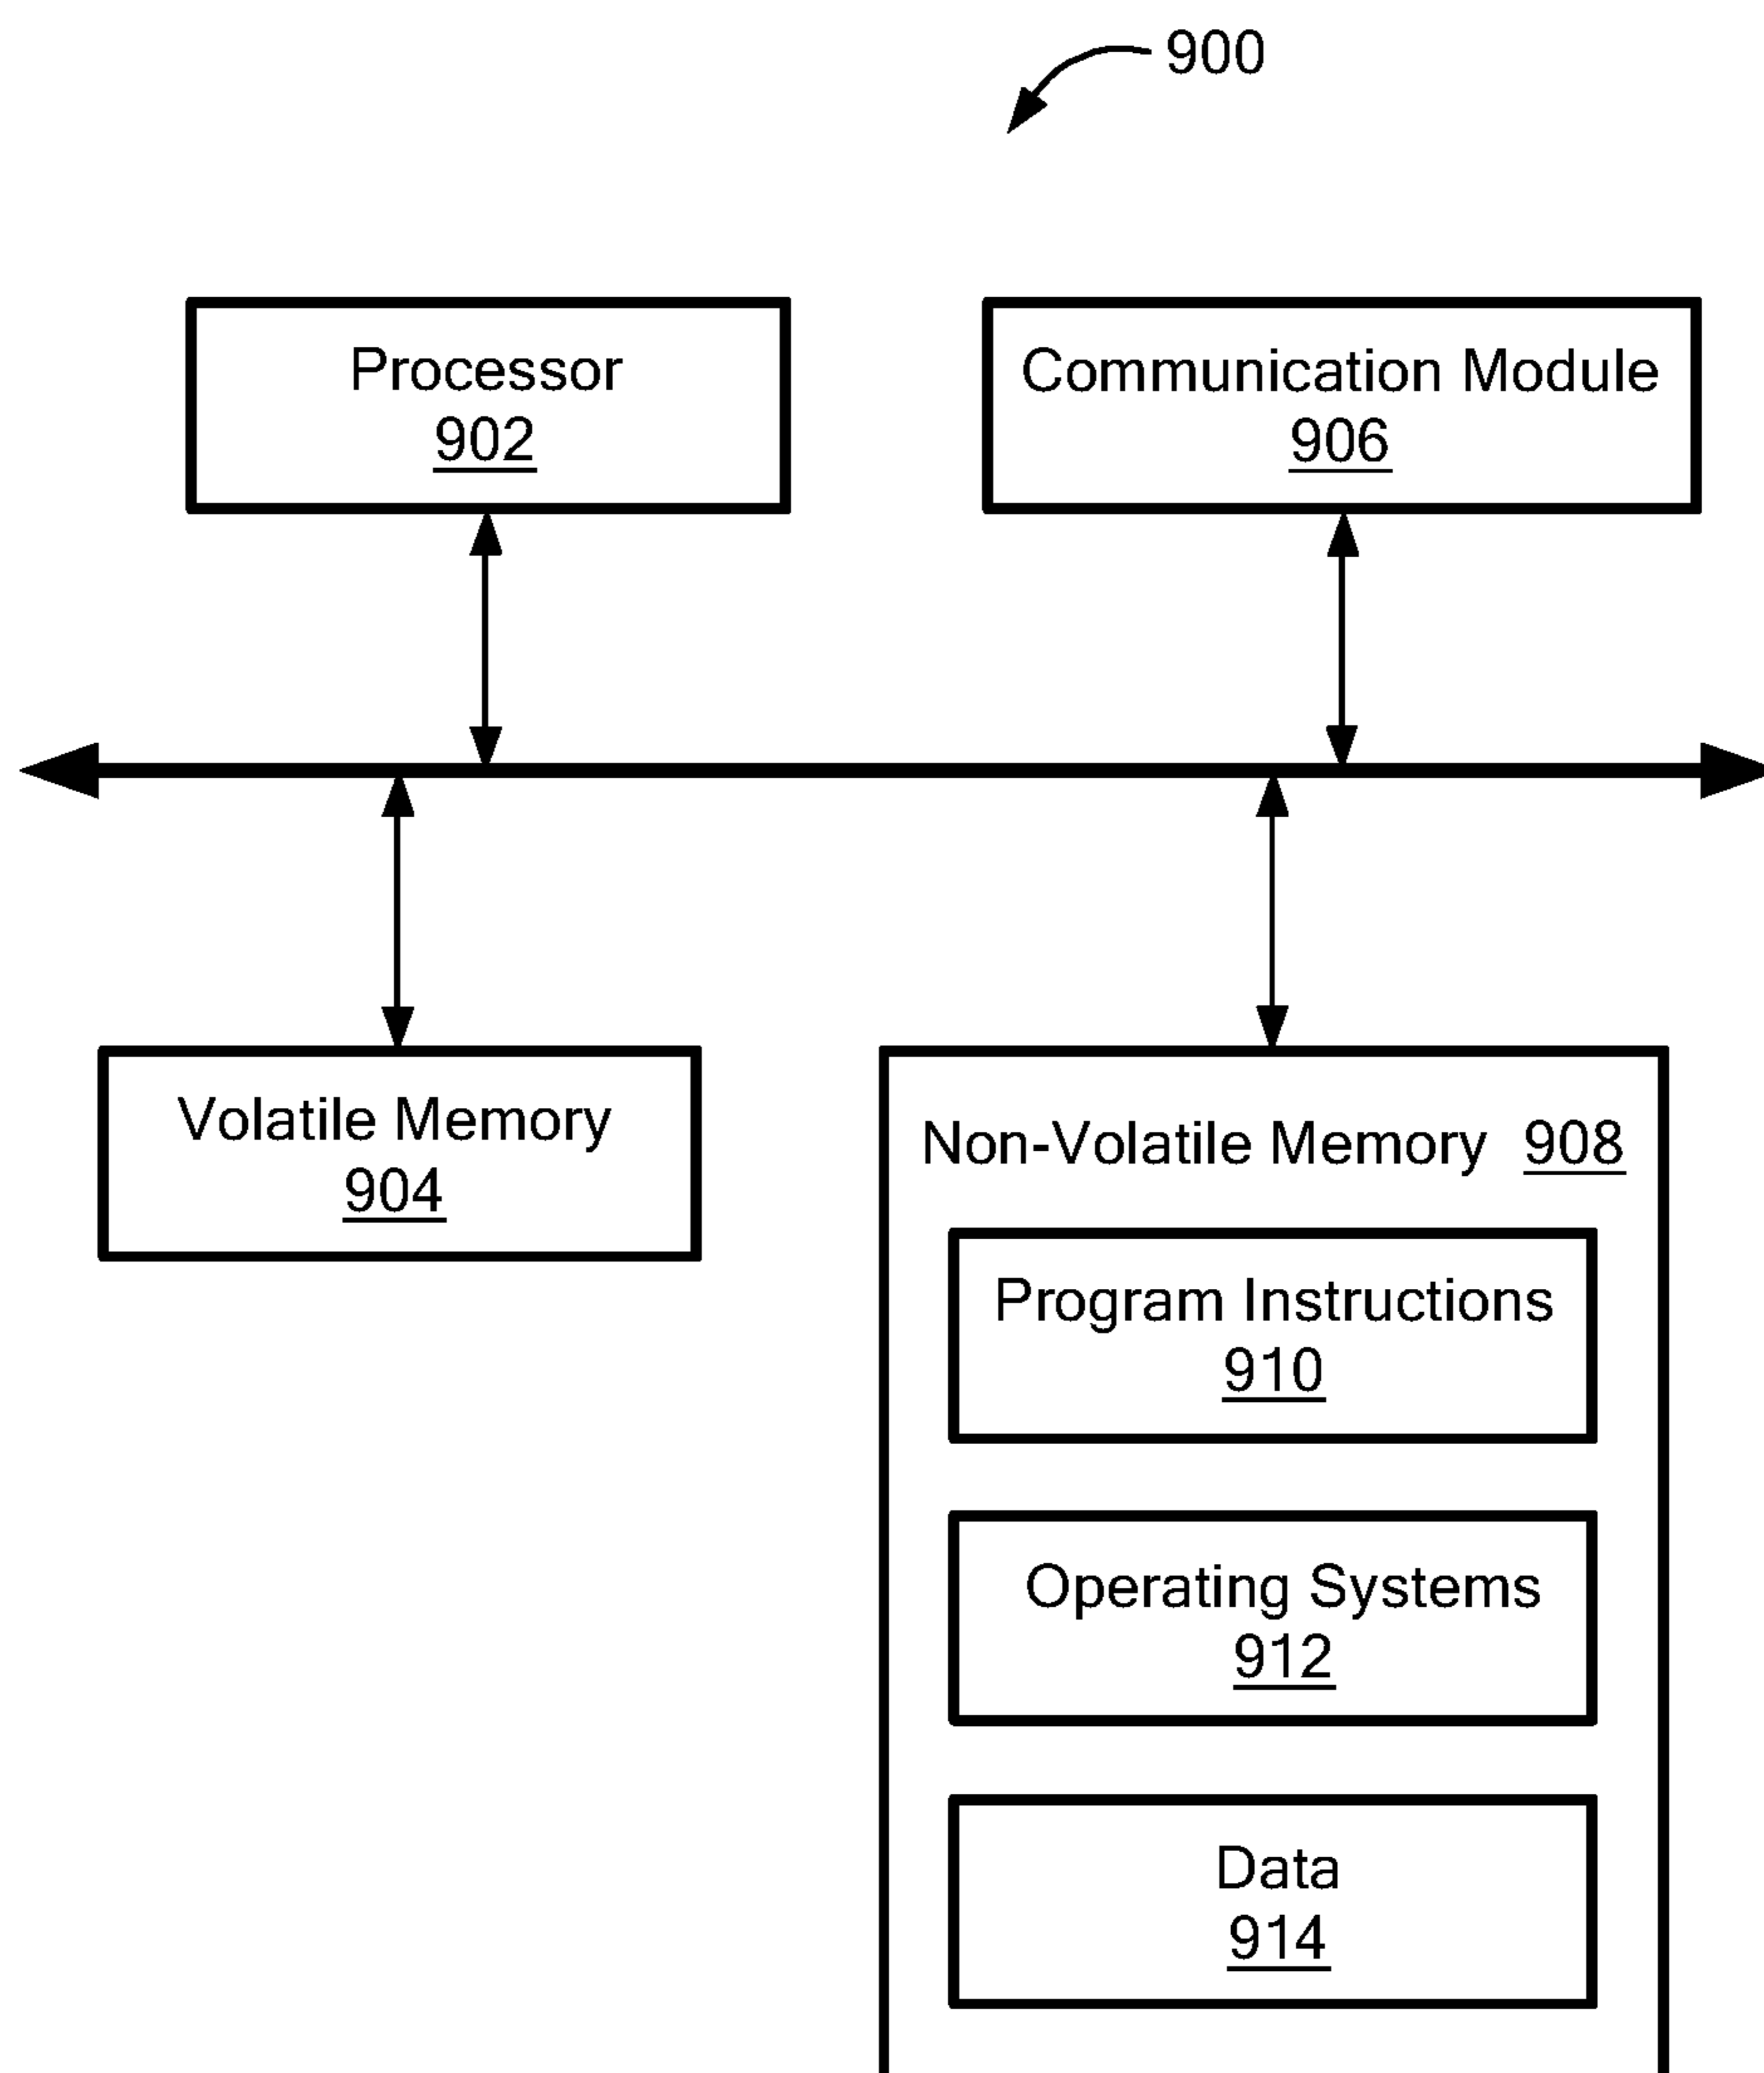 900
Processor
902
Communication Module
906
Volatile Memory
904
Non-Volatile Memory 908
Program Instructions
910
Operating Systems
912
Data
914